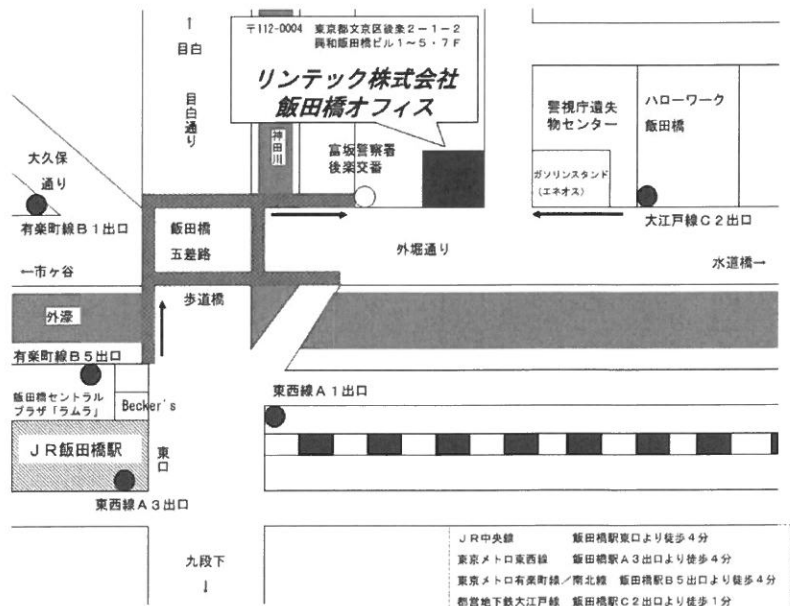 ↑
目白
〒112-0004 東京都文京区後楽2-1-2
興和飯田橋ビル1~5・7F
リンテック株式会社
飯田橋オフィス
目白通り
神田川
富坂警察署
後楽交番
警視庁遺失
物センター
ハローワーク
飯田橋
ガソリンスタンド
(エネオス)
大久保
通り
有楽町線B1出口
飯田橋
五差路
大江戸線C2出口
外堀通り
←市ヶ谷
水道橋→
歩道橋
外濠
有楽町線B5出口
飯田橋セントラル
プラザ「ラムラ」
Becker's
東西線A1出口
JR飯田橋駅
東口
東西線A3出口
九段下
↓
JR中央線 飯田橋駅東口より徒歩4分
東京メトロ東西線 飯田橋駅A3出口より徒歩4分
東京メトロ有楽町線/南北線 飯田橋駅B5出口より徒歩4分
都営地下鉄大江戸線 飯田橋駅C2出口より徒歩1分